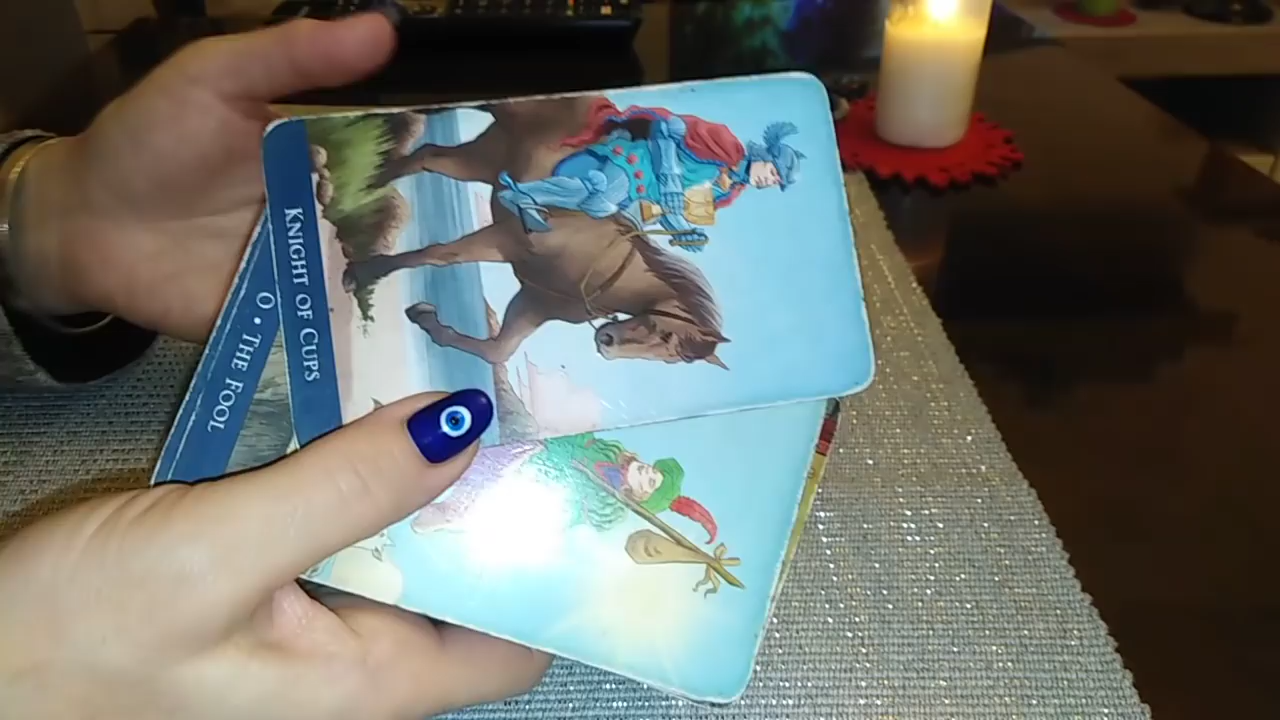 KNIGHT OF CUPS
0 • THE FOOL